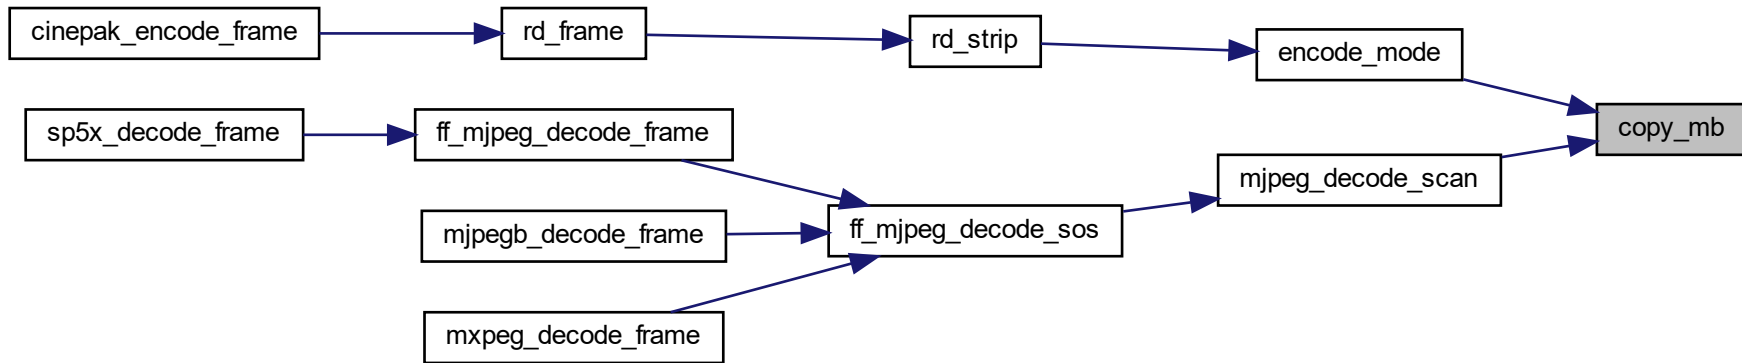 cinepak_encode_frame
rd_frame
rd_strip
encode_mode
copy_mb
sp5x_decode_frame
ff_mjpeg_decode_frame
mjpeg_decode_scan
mjpegb_decode_frame
ff_mjpeg_decode_sos
mxpeg_decode_frame